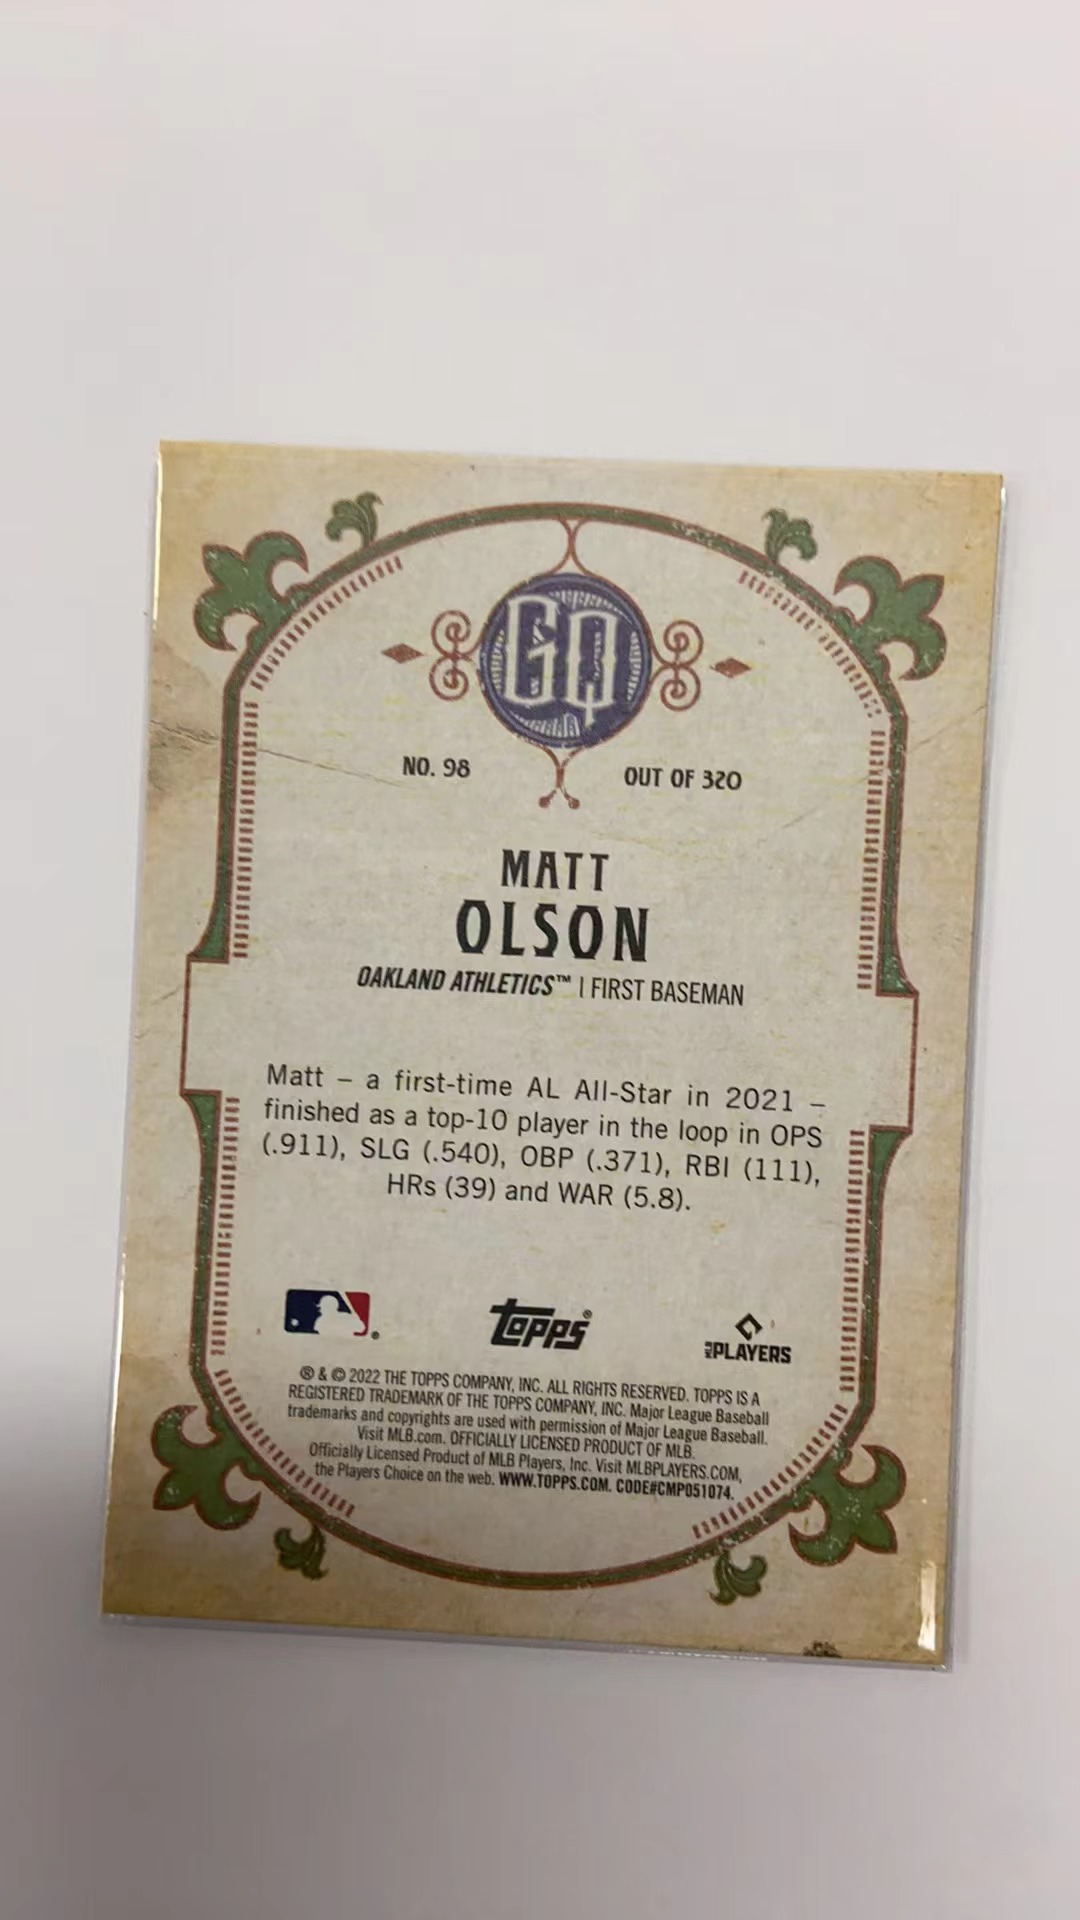 GQ
NO. 98 OUT OF 320
MATT
OLSON
OAKLAND ATHLETICS™ | FIRST BASEMAN
Matt – a first-time AL All-Star in 2021 –
finished as a top-10 player in the loop in OPS
(.911), SLG (.540), OBP (.371), RBI (111),
HRs (39) and WAR (5.8).
topps®
MLB PLAYERS
® & © 2022 THE TOPPS COMPANY, INC. ALL RIGHTS RESERVED. TOPPS IS A
REGISTERED TRADEMARK OF THE TOPPS COMPANY, INC. Major League Baseball
trademarks and copyrights are used with permission of Major League Baseball.
Visit MLB.com. OFFICIALLY LICENSED PRODUCT OF MLB.
Officially Licensed Product of MLB Players, Inc. Visit MLBPLAYERS.COM,
the Players Choice on the web. WWW.TOPPS.COM. CODE#CMP051074.